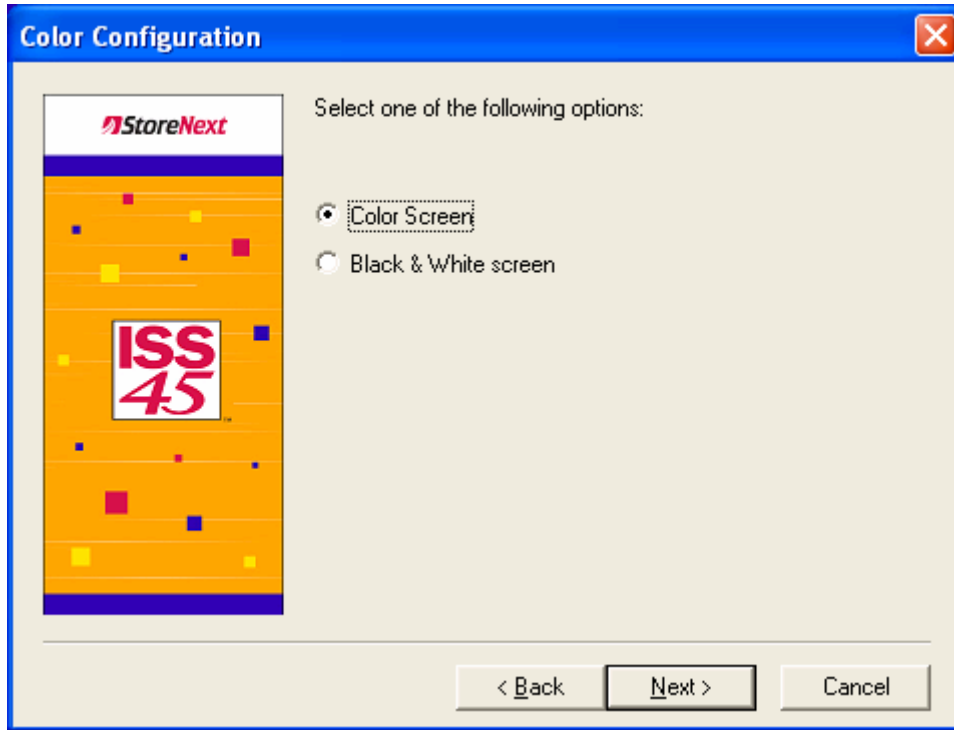 Color Configuration
StoreNext
Select one of the following options:
Color Screen
Black & White screen
ISS
45
™
< Back
Next >
Cancel